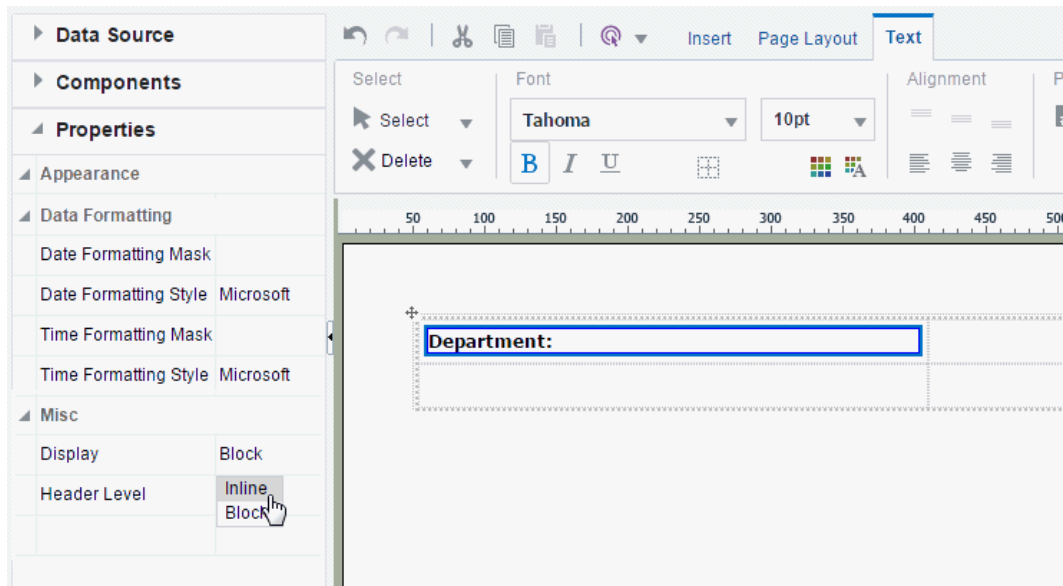 Data Source
Components
Properties
Appearance
Data Formatting
Date Formatting Mask
Date Formatting Style Microsoft
Time Formatting Mask
Time Formatting Style Microsoft
Misc
Display Block
Header Level
Inline
Block
Insert Page Layout Text
Select Font Alignment P
Select Tahoma 10pt
Delete B I U
50 100 150 200 250 300 350 400 450 500
Department: